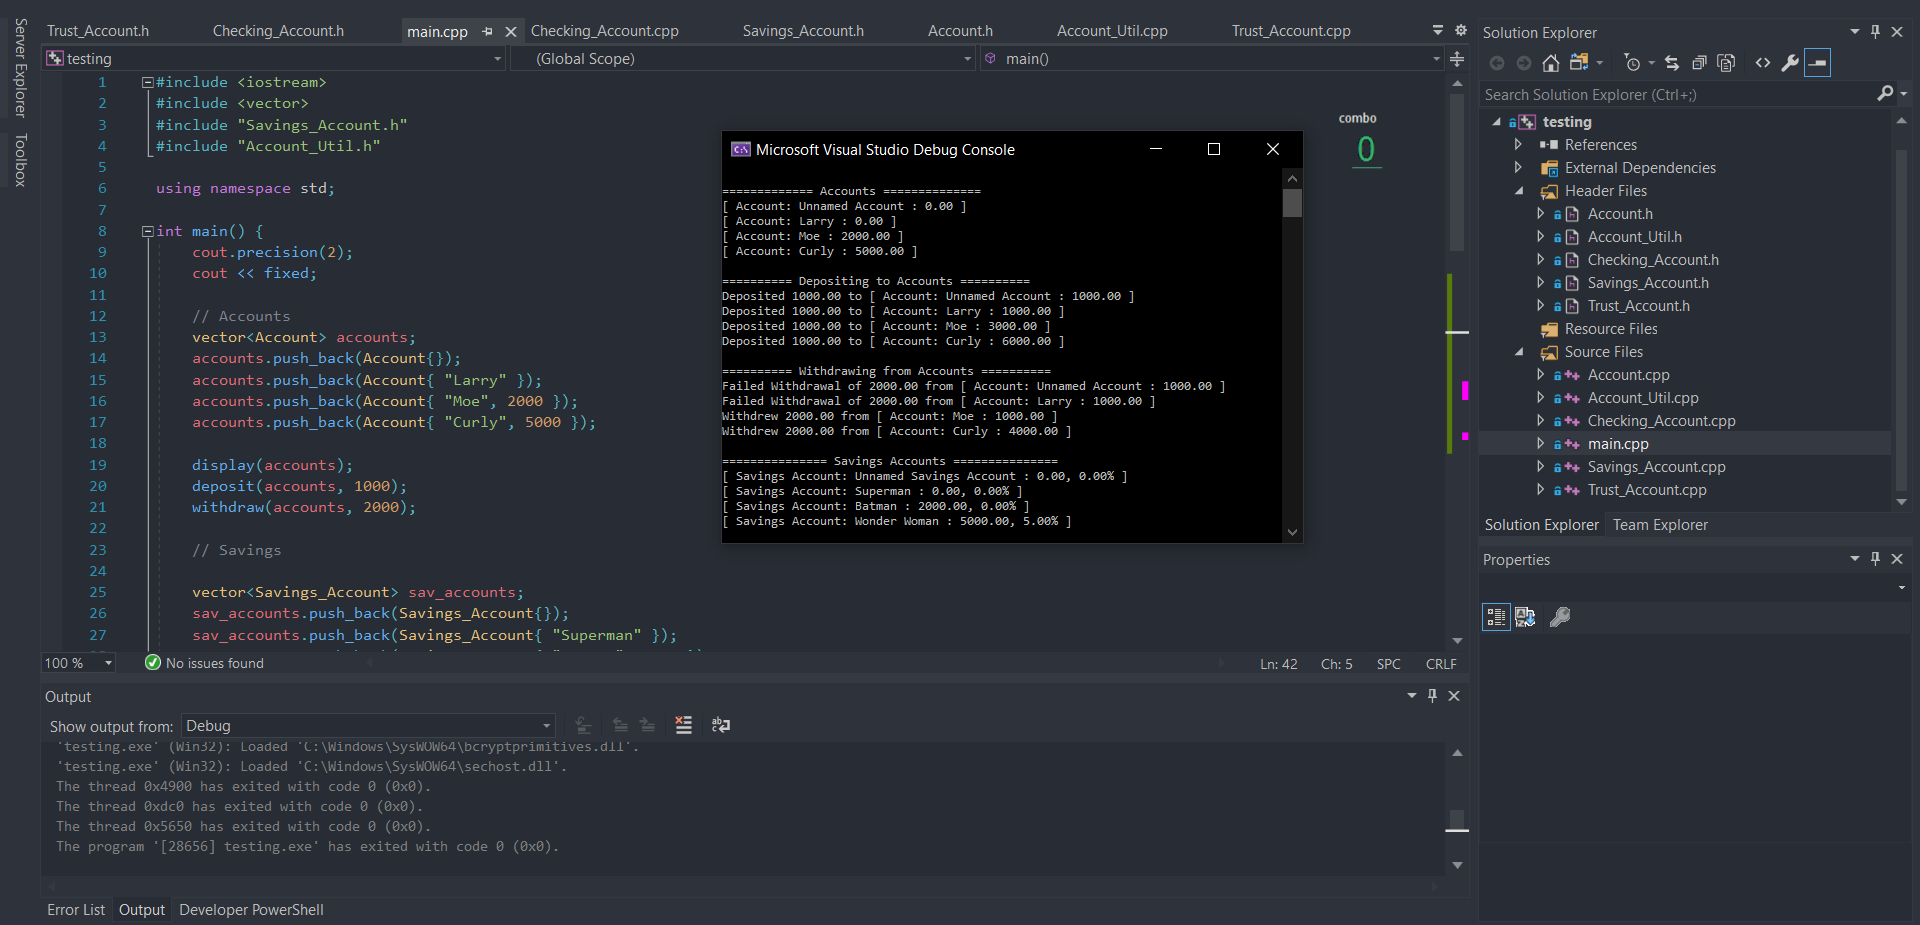 Server Explorer
Toolbox
Trust_Account.h
Checking_Account.h
main.cpp
Checking_Account.cpp
Savings_Account.h
Account.h
Account_Util.cpp
Trust_Account.cpp
testing
(Global Scope)
main()
1 #include <iostream>
2 #include <vector>
3 #include "Savings_Account.h"
4 #include "Account_Util.h"
5
6 using namespace std;
7
8 int main() {
9 cout.precision(2);
10 cout << fixed;
11
12 // Accounts
13 vector<Account> accounts;
14 accounts.push_back(Account{});
15 accounts.push_back(Account{ "Larry" });
16 accounts.push_back(Account{ "Moe", 2000 });
17 accounts.push_back(Account{ "Curly", 5000 });
18
19 display(accounts);
20 deposit(accounts, 1000);
21 withdraw(accounts, 2000);
22
23 // Savings
24
25 vector<Savings_Account> sav_accounts;
26 sav_accounts.push_back(Savings_Account{});
27 sav_accounts.push_back(Savings_Account{ "Superman" });
combo
0
C:\ Microsoft Visual Studio Debug Console
============= Accounts ==============
[ Account: Unnamed Account : 0.00 ]
[ Account: Larry : 0.00 ]
[ Account: Moe : 2000.00 ]
[ Account: Curly : 5000.00 ]
========== Depositing to Accounts ==========
Deposited 1000.00 to [ Account: Unnamed Account : 1000.00 ]
Deposited 1000.00 to [ Account: Larry : 1000.00 ]
Deposited 1000.00 to [ Account: Moe : 3000.00 ]
Deposited 1000.00 to [ Account: Curly : 6000.00 ]
========== Withdrawing from Accounts ==========
Failed Withdrawal of 2000.00 from [ Account: Unnamed Account : 1000.00 ]
Failed Withdrawal of 2000.00 from [ Account: Larry : 1000.00 ]
Withdrew 2000.00 from [ Account: Moe : 1000.00 ]
Withdrew 2000.00 from [ Account: Curly : 4000.00 ]
=============== Savings Accounts ===============
[ Savings Account: Unnamed Savings Account : 0.00, 0.00% ]
[ Savings Account: Superman : 0.00, 0.00% ]
[ Savings Account: Batman : 2000.00, 0.00% ]
[ Savings Account: Wonder Woman : 5000.00, 5.00% ]
100 %
No issues found
Ln: 42 Ch: 5 SPC CRLF
Output
Show output from: Debug
'testing.exe' (Win32): Loaded 'C:\Windows\SysWOW64\bcryptprimitives.dll'.
'testing.exe' (Win32): Loaded 'C:\Windows\SysWOW64\sechost.dll'.
The thread 0x4900 has exited with code 0 (0x0).
The thread 0xdc0 has exited with code 0 (0x0).
The thread 0x5650 has exited with code 0 (0x0).
The program '[28656] testing.exe' has exited with code 0 (0x0).
Error List Output Developer PowerShell
Solution Explorer
Search Solution Explorer (Ctrl+;)
testing
References
External Dependencies
Header Files
Account.h
Account_Util.h
Checking_Account.h
Savings_Account.h
Trust_Account.h
Resource Files
Source Files
Account.cpp
Account_Util.cpp
Checking_Account.cpp
main.cpp
Savings_Account.cpp
Trust_Account.cpp
Solution Explorer Team Explorer
Properties